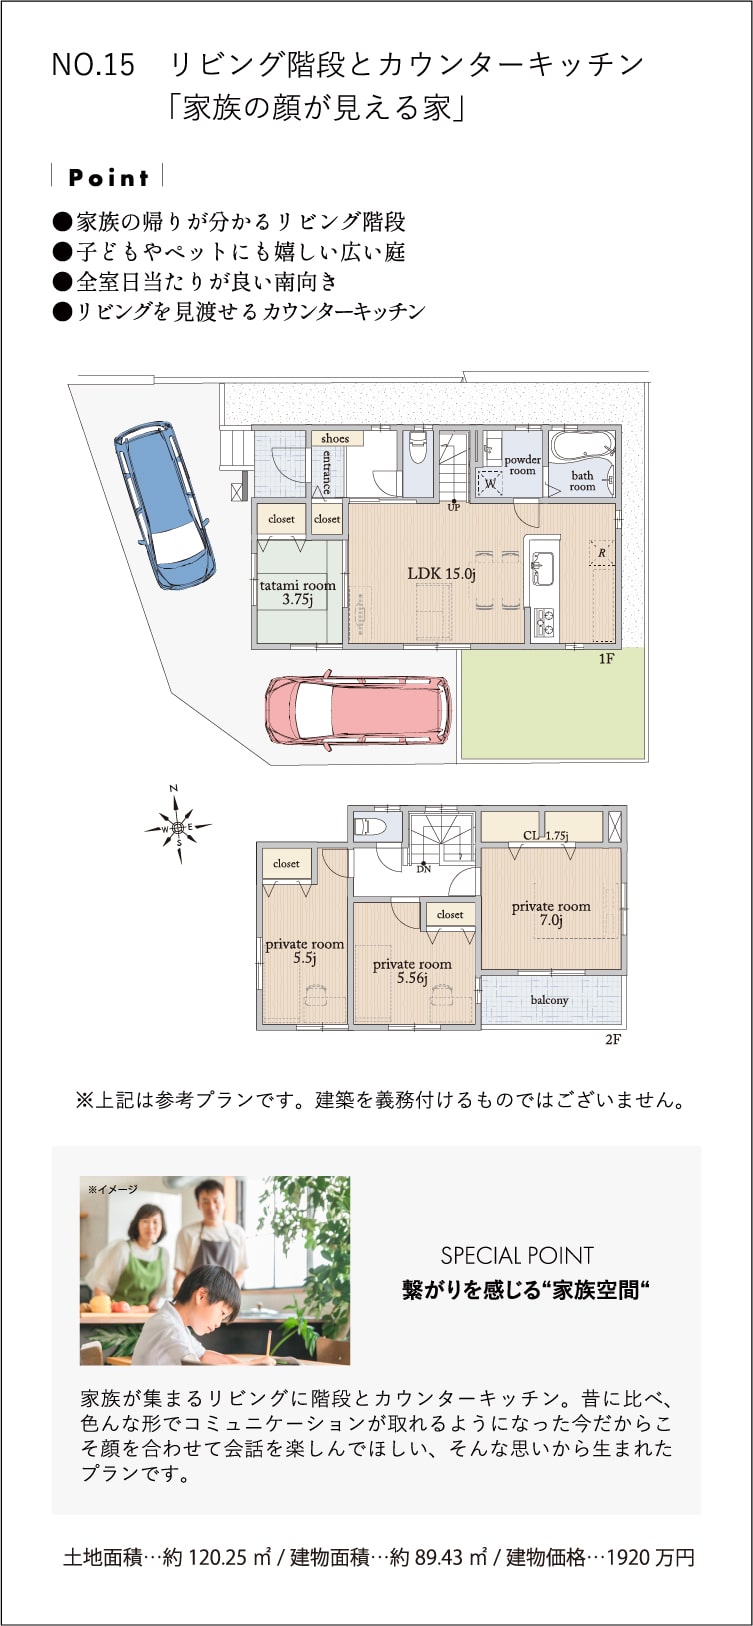 NO.15　リビング階段とカウンターキッチン
「家族の顔が見える家」
Point
●家族の帰りが分かるリビング階段
●子どもやペットにも嬉しい広い庭
●全室日当たりが良い南向き
●リビングを見渡せるカウンターキッチン
shoes
entrance
powder room
W
bath room
UP
closet
closet
tatami room
3.75j
LDK 15.0j
R
1F
N
W E
S
CL 1.75j
DN
closet
closet
private room
7.0j
private room
5.5j
private room
5.56j
balcony
2F
※上記は参考プランです。建築を義務付けるものではございません。
※イメージ
SPECIAL POINT
繋がりを感じる“家族空間“
家族が集まるリビングに階段とカウンターキッチン。昔に比べ、
色んな形でコミュニケーションが取れるようになった今だからこ
そ顔を合わせて会話を楽しんでほしい、そんな思いから生まれた
プランです。
土地面積…約 120.25 ㎡ / 建物面積…約 89.43 ㎡ / 建物価格…1920 万円